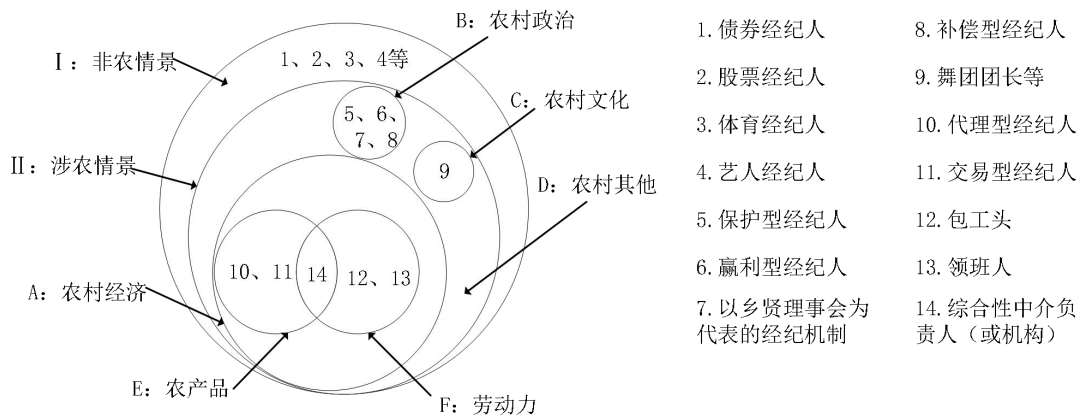 B：农村政治
Ⅰ：非农情景
1、2、3、4等
C：农村文化
5、6、
7、8
Ⅱ：涉农情景
9
D：农村其他
10、11
14
12、13
A：农村经济
E：农产品
F：劳动力
1.债券经纪人
2.股票经纪人
3.体育经纪人
4.艺人经纪人
5.保护型经纪人
6.赢利型经纪人
7.以乡贤理事会为
代表的经纪机制
8.补偿型经纪人
9.舞团团长等
10.代理型经纪人
11.交易型经纪人
12.包工头
13.领班人
14.综合性中介负
责人（或机构）